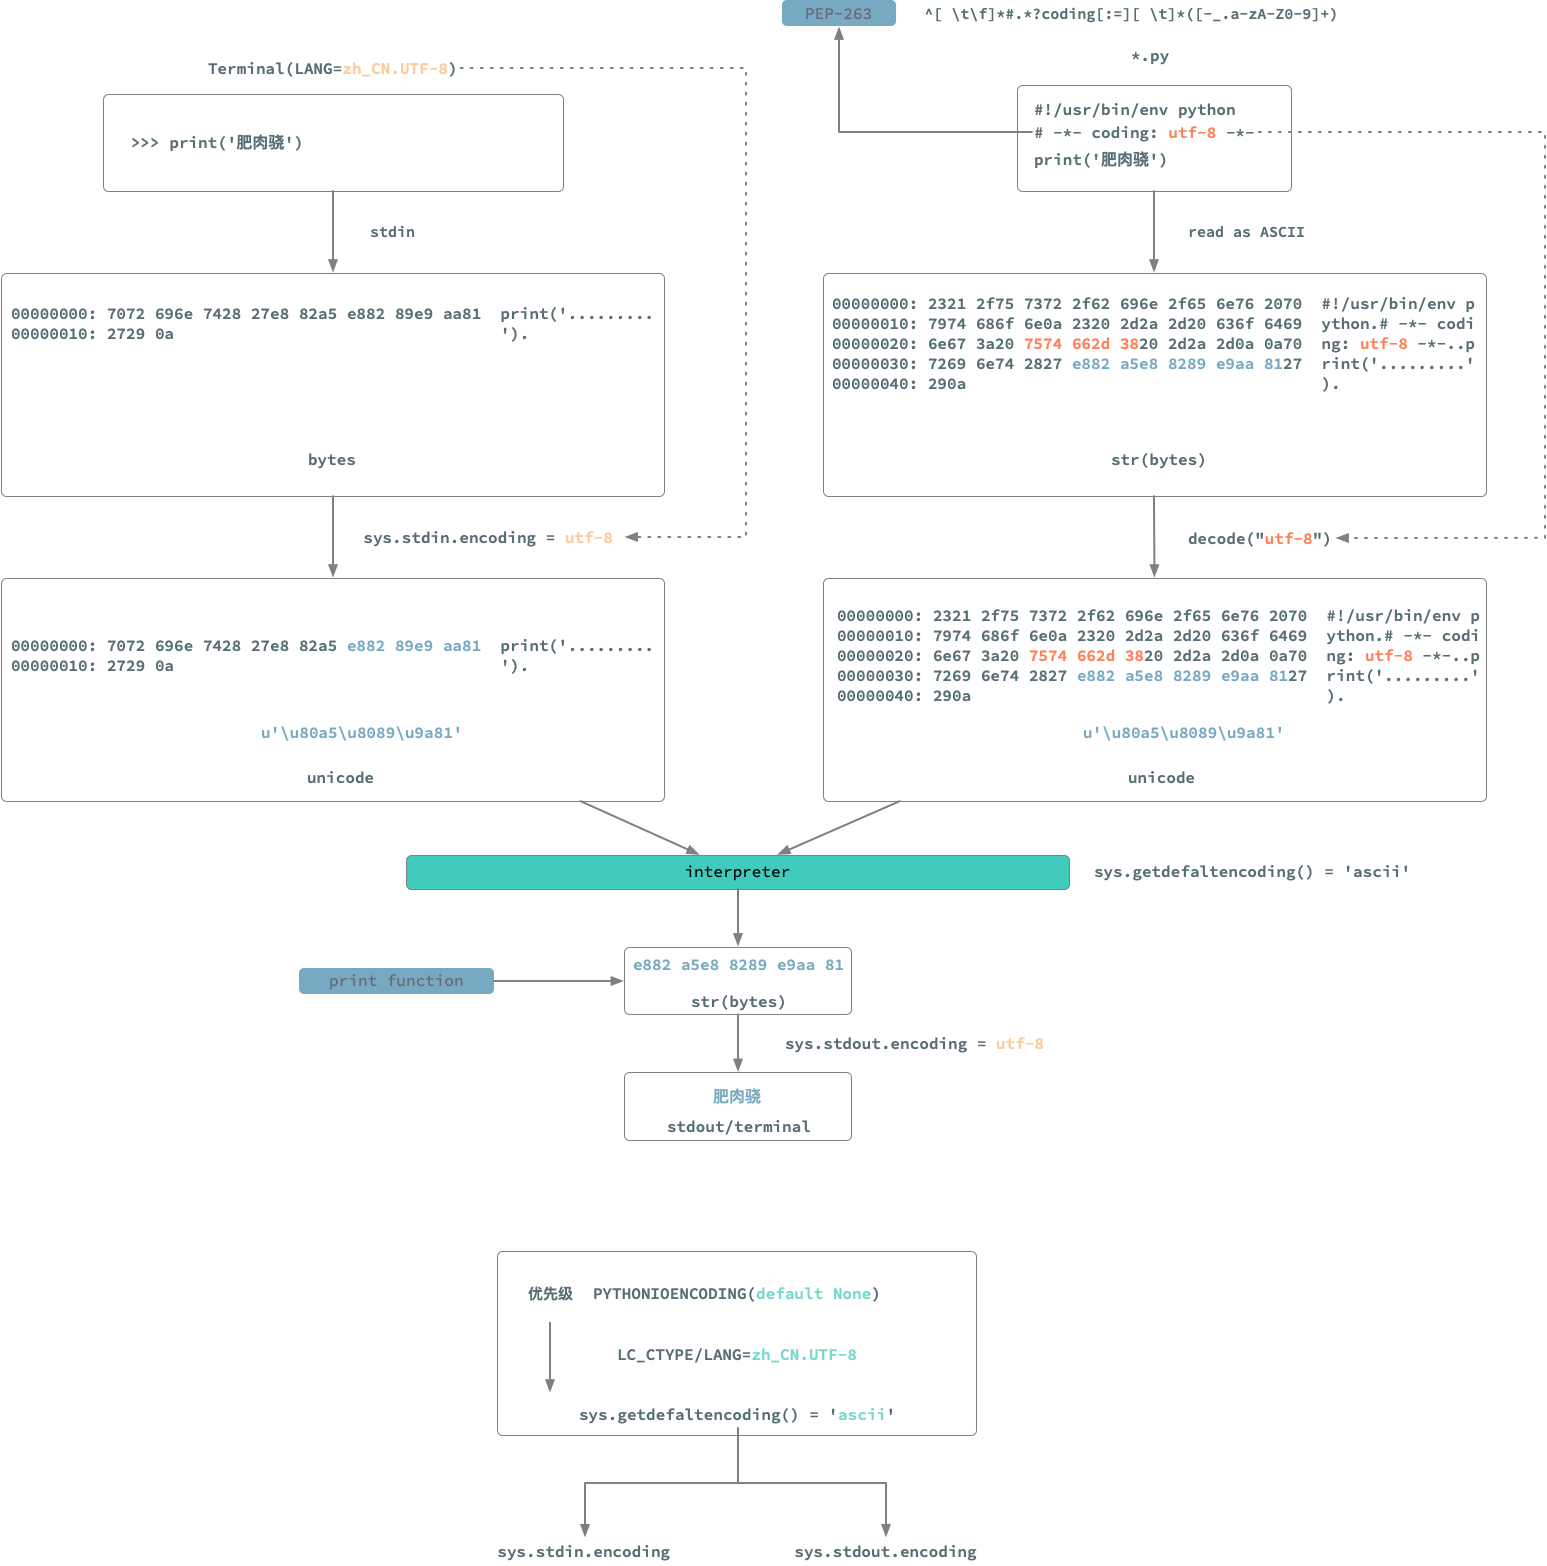 PEP-263
^[ \t\f]*#.*?coding[:=][ \t]*([-_.a-zA-Z0-9]+)
*.py
Terminal(LANG=zh_CN.UTF-8)
>>> print('肥肉骁')
#!/usr/bin/env python
# -*- coding: utf-8 -*-
print('肥肉骁')
stdin
read as ASCII
00000000: 7072 696e 7428 27e8 82a5 e882 89e9 aa81  print('.........
00000010: 2729 0a                                  ').
bytes
00000000: 2321 2f75 7372 2f62 696e 2f65 6e76 2070  #!/usr/bin/env p
00000010: 7974 686f 6e0a 2320 2d2a 2d20 636f 6469  ython.# -*- codi
00000020: 6e67 3a20 7574 662d 3820 2d2a 2d0a 0a70  ng: utf-8 -*-..p
00000030: 7269 6e74 2827 e882 a5e8 8289 e9aa 8127  rint('.........'
00000040: 290a                                     ).
str(bytes)
sys.stdin.encoding = utf-8
decode("utf-8")
00000000: 7072 696e 7428 27e8 82a5 e882 89e9 aa81  print('.........
00000010: 2729 0a                                  ').
u'\u80a5\u8089\u9a81'
unicode
00000000: 2321 2f75 7372 2f62 696e 2f65 6e76 2070  #!/usr/bin/env p
00000010: 7974 686f 6e0a 2320 2d2a 2d20 636f 6469  ython.# -*- codi
00000020: 6e67 3a20 7574 662d 3820 2d2a 2d0a 0a70  ng: utf-8 -*-..p
00000030: 7269 6e74 2827 e882 a5e8 8289 e9aa 8127  rint('.........'
00000040: 290a                                     ).
u'\u80a5\u8089\u9a81'
unicode
interpreter
sys.getdefaltencoding() = 'ascii'
print function
e882 a5e8 8289 e9aa 81
str(bytes)
sys.stdout.encoding = utf-8
肥肉骁
stdout/terminal
优先级 PYTHONIOENCODING(default None)
LC_CTYPE/LANG=zh_CN.UTF-8
sys.getdefaltencoding() = 'ascii'
sys.stdin.encoding
sys.stdout.encoding